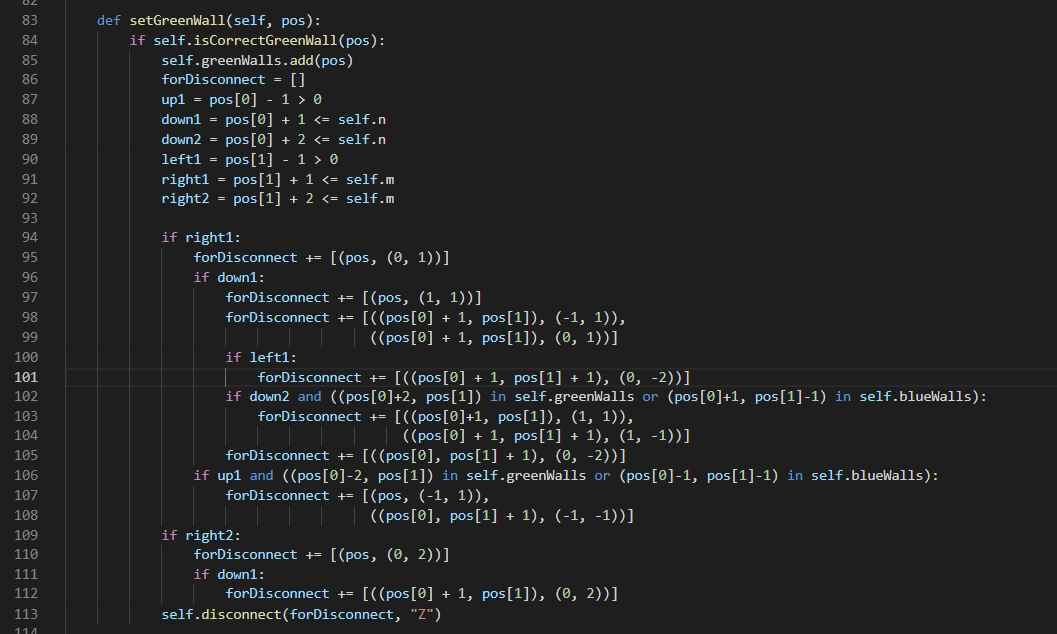 82
83 def setGreenWall(self, pos):
84 if self.isCorrectGreenWall(pos):
85 self.greenWalls.add(pos)
86 forDisconnect = []
87 up1 = pos[0] - 1 > 0
88 down1 = pos[0] + 1 <= self.n
89 down2 = pos[0] + 2 <= self.n
90 left1 = pos[1] - 1 > 0
91 right1 = pos[1] + 1 <= self.m
92 right2 = pos[1] + 2 <= self.m
93
94 if right1:
95 forDisconnect += [(pos, (0, 1))]
96 if down1:
97 forDisconnect += [(pos, (1, 1))]
98 forDisconnect += [((pos[0] + 1, pos[1]), (-1, 1)),
99 ((pos[0] + 1, pos[1]), (0, 1))]
100 if left1:
101 forDisconnect += [((pos[0] + 1, pos[1] + 1), (0, -2))]
102 if down2 and ((pos[0]+2, pos[1]) in self.greenWalls or (pos[0]+1, pos[1]-1) in self.blueWalls):
103 forDisconnect += [((pos[0]+1, pos[1]), (1, 1)),
104 ((pos[0] + 1, pos[1] + 1), (1, -1))]
105 forDisconnect += [((pos[0], pos[1] + 1), (0, -2))]
106 if up1 and ((pos[0]-2, pos[1]) in self.greenWalls or (pos[0]-1, pos[1]-1) in self.blueWalls):
107 forDisconnect += [(pos, (-1, 1)),
108 ((pos[0], pos[1] + 1), (-1, -1))]
109 if right2:
110 forDisconnect += [(pos, (0, 2))]
111 if down1:
112 forDisconnect += [((pos[0] + 1, pos[1]), (0, 2))]
113 self.disconnect(forDisconnect, "Z")
114